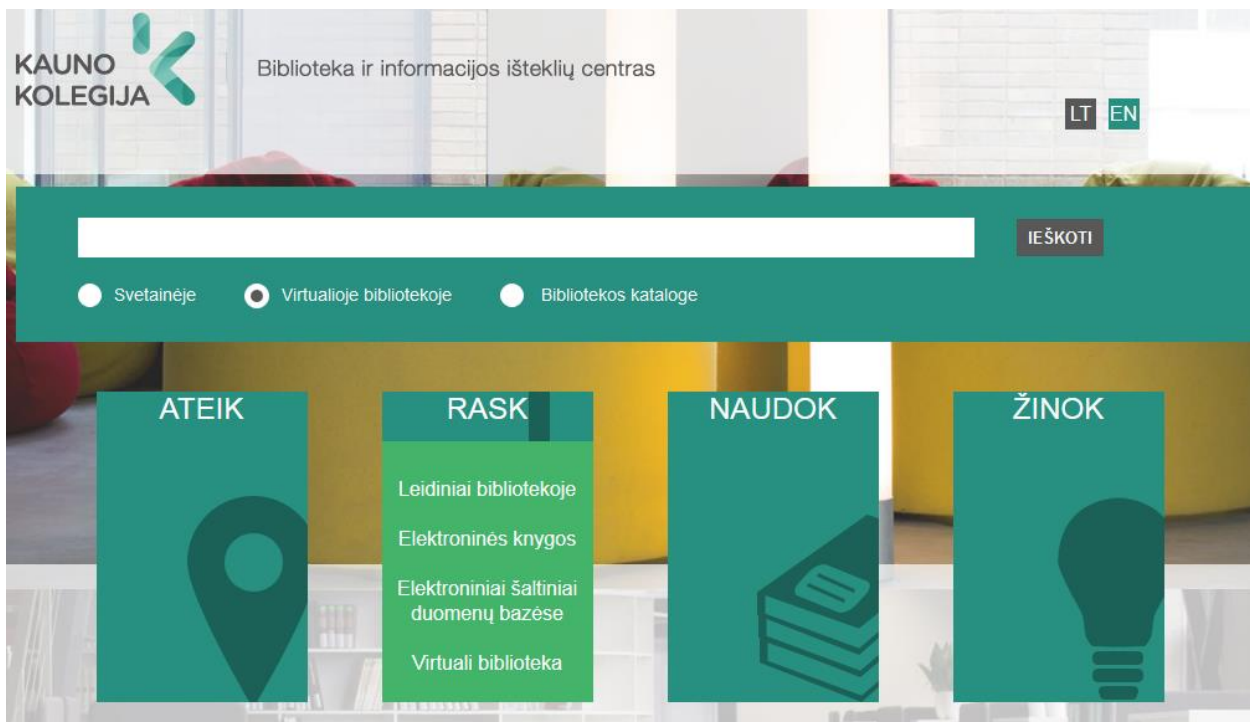 KAUNO
KOLEGIJA
Biblioteka ir informacijos išteklių centras
LT EN
IEŠKOTI
Svetainėje Virtualioje bibliotekoje Bibliotekos kataloge
ATEIK RASK NAUDOK ŽINOK
Leidiniai bibliotekoje
Elektroninės knygos
Elektroniniai šaltiniai
duomenų bazėse
Virtuali biblioteka